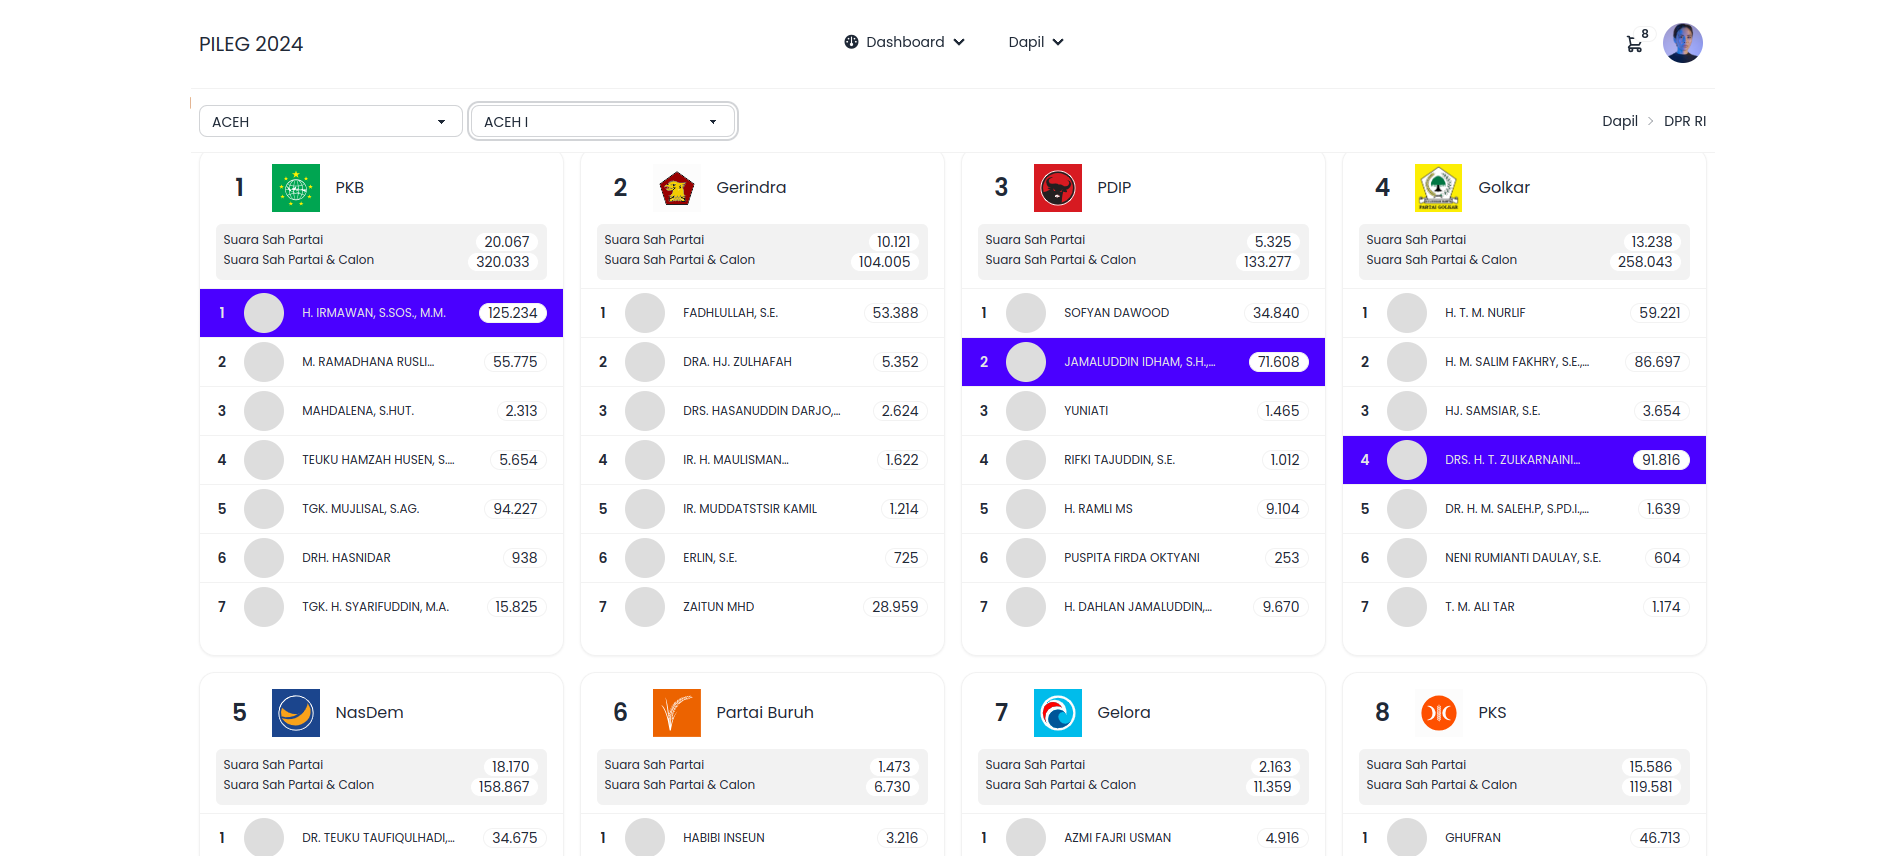 PILEG 2024
Dashboard
Dapil
8
ACEH
ACEH I
Dapil > DPR RI
1 PKB
Suara Sah Partai 20.067
Suara Sah Partai & Calon 320.033
1 H. IRMAWAN, S.SOS., M.M. 125.234
2 M. RAMADHANA RUSLI... 55.775
3 MAHDALENA, S.HUT. 2.313
4 TEUKU HAMZAH HUSEN, S.... 5.654
5 TGK. MUJLISAL, S.AG. 94.227
6 DRH. HASNIDAR 938
7 TGK. H. SYARIFUDDIN, M.A. 15.825
2 Gerindra
Suara Sah Partai 10.121
Suara Sah Partai & Calon 104.005
1 FADHLULLAH, S.E. 53.388
2 DRA. HJ. ZULHAFAH 5.352
3 DRS. HASANUDDIN DARJO,... 2.624
4 IR. H. MAULISMAN... 1.622
5 IR. MUDDATSTSIR KAMIL 1.214
6 ERLIN, S.E. 725
7 ZAITUN MHD 28.959
3 PDIP
Suara Sah Partai 5.325
Suara Sah Partai & Calon 133.277
1 SOFYAN DAWOOD 34.840
2 JAMALUDDIN IDHAM, S.H.,... 71.608
3 YUNIATI 1.465
4 RIFKI TAJUDDIN, S.E. 1.012
5 H. RAMLI MS 9.104
6 PUSPITA FIRDA OKTYANI 253
7 H. DAHLAN JAMALUDDIN,... 9.670
4 PARTAI GOLKAR Golkar
Suara Sah Partai 13.238
Suara Sah Partai & Calon 258.043
1 H. T. M. NURLIF 59.221
2 H. M. SALIM FAKHRY, S.E.,... 86.697
3 HJ. SAMSIAR, S.E. 3.654
4 DRS. H. T. ZULKARNAINI... 91.816
5 DR. H. M. SALEH.P, S.PD.I.,... 1.639
6 NENI RUMIANTI DAULAY, S.E. 604
7 T. M. ALI TAR 1.174
5 NasDem
Suara Sah Partai 18.170
Suara Sah Partai & Calon 158.867
1 DR. TEUKU TAUFIQULHADI,... 34.675
6 Partai Buruh
Suara Sah Partai 1.473
Suara Sah Partai & Calon 6.730
1 HABIBI INSEUN 3.216
7 Gelora
Suara Sah Partai 2.163
Suara Sah Partai & Calon 11.359
1 AZMI FAJRI USMAN 4.916
8 PKS
Suara Sah Partai 15.586
Suara Sah Partai & Calon 119.581
1 GHUFRAN 46.713